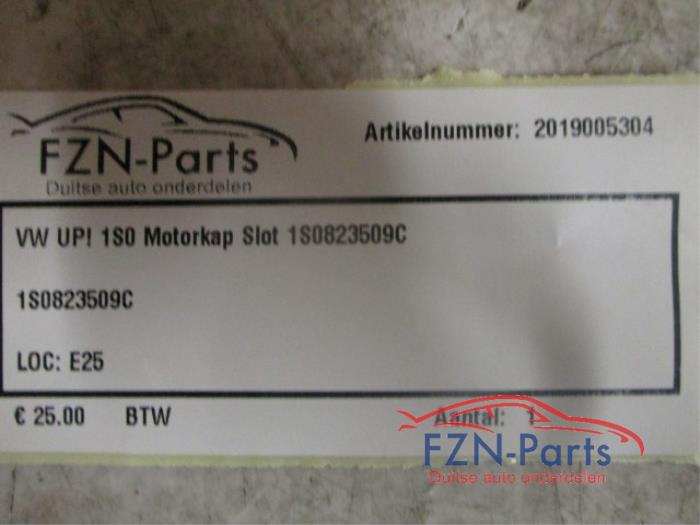 FZN-Parts
Duitse auto onderdelen
Artikelnummer: 2019005304
VW UP! 1S0 Motorkap Slot 1S0823509C
1S0823509C
LOC: E25
€ 25.00 BTW Aantal: 1
FZN-Parts
Duitse auto onderdelen